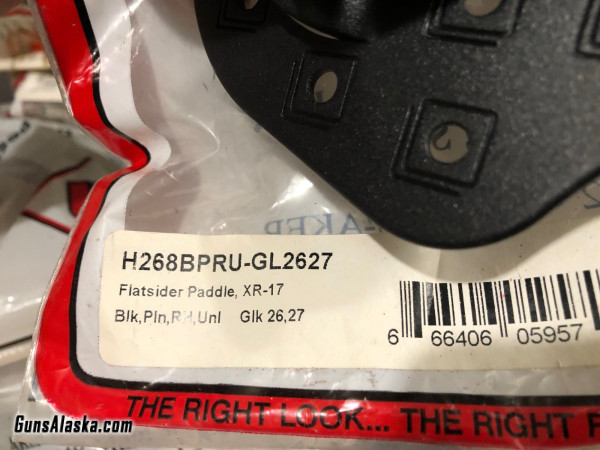 H268BPRU-GL2627
Flatsider Paddle, XR-17
Blk,Pln,RH,Unl Glk 26,27
6 66406 05957
THE RIGHT LOOK... THE RIGHT
GunsAlaska.com